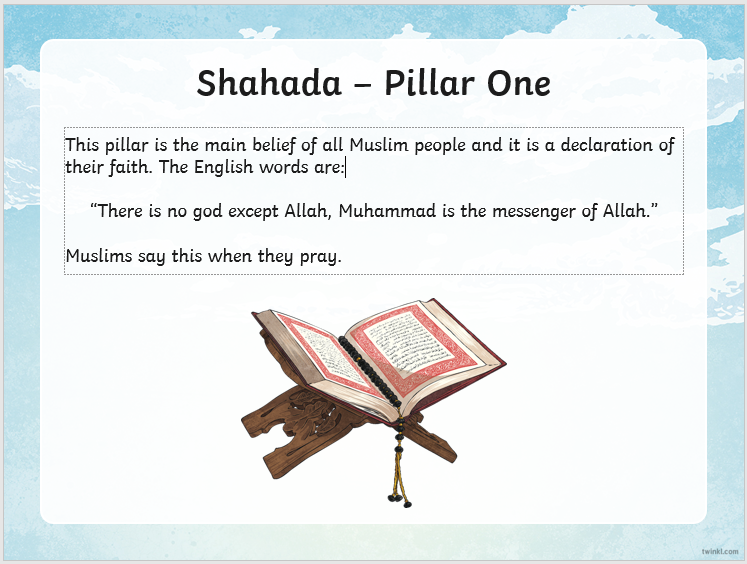 Shahada – Pillar One
This pillar is the main belief of all Muslim people and it is a declaration of
their faith. The English words are:
“There is no god except Allah, Muhammad is the messenger of Allah.”
Muslims say this when they pray.
twinkl.com